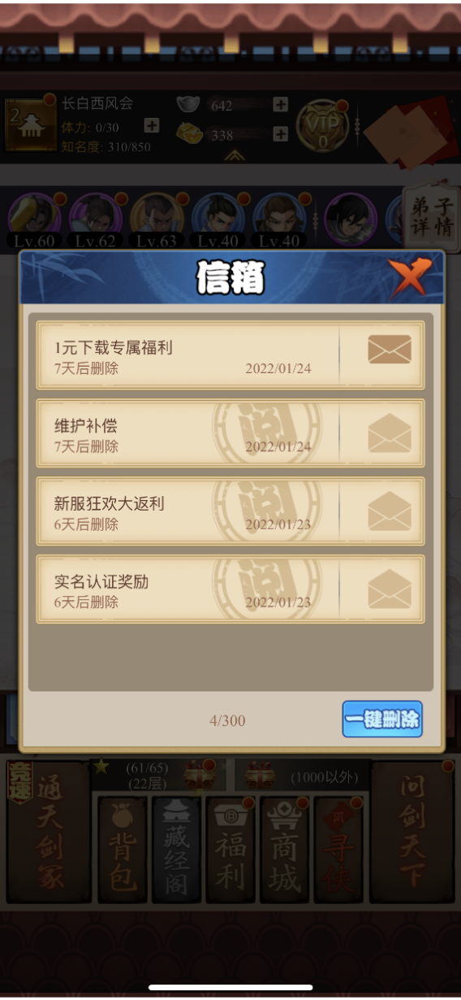 2
长白西风会
体力: 0/30
知名度: 310/850
642
338
VIP
0
弟子
详情
Lv.60
Lv.62
Lv.63
Lv.40
Lv.40
信箱
1元下载专属福利
7天后删除
2022/01/24
维护补偿
7天后删除
2022/01/24
阅
新服狂欢大返利
6天后删除
2022/01/23
阅
实名认证奖励
6天后删除
2022/01/23
阅
4/300
一键删除
竞速
通天剑冢
(61/65)
(22层)
(1000以外)
背包
藏经阁
福利
商城
寻侠
问剑天下